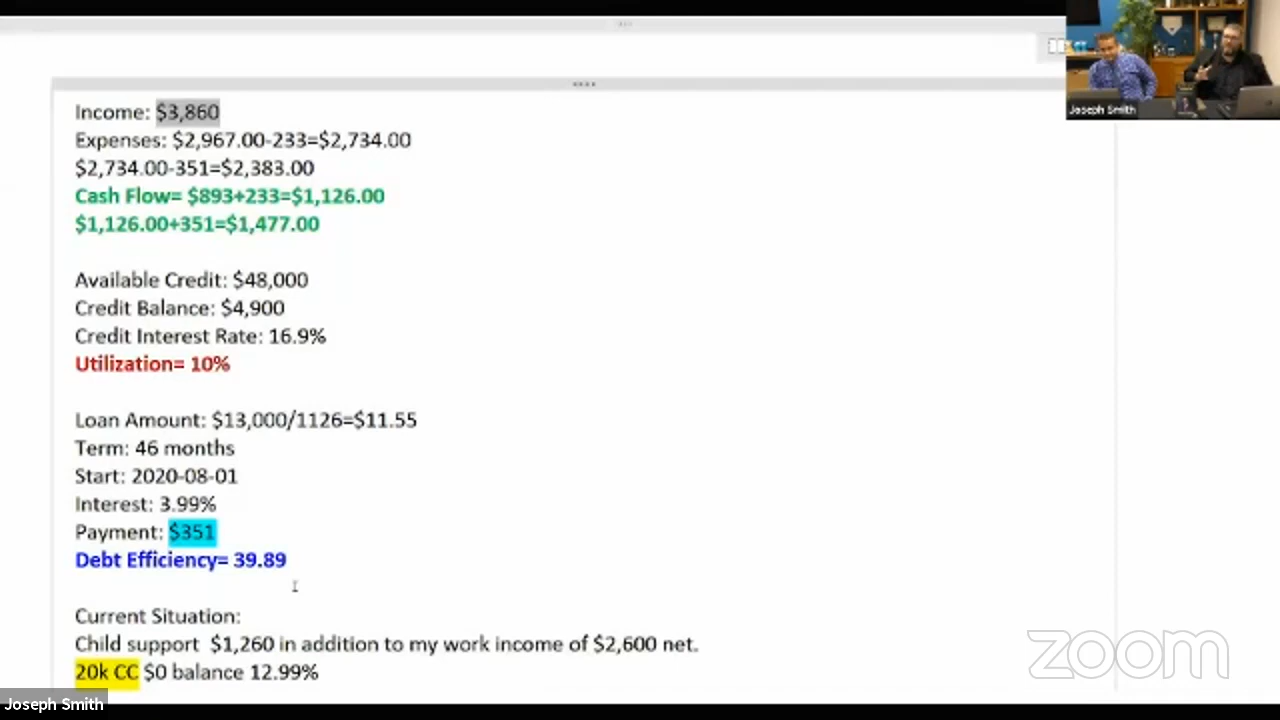 Income: $3,860
Expenses: $2,967.00-233=$2,734.00
$2,734.00-351=$2,383.00
Cash Flow= $893+233=$1,126.00
$1,126.00+351=$1,477.00
Available Credit: $48,000
Credit Balance: $4,900
Credit Interest Rate: 16.9%
Utilization= 10%
Loan Amount: $13,000/1126=$11.55
Term: 46 months
Start: 2020-08-01
Interest: 3.99%
Payment: $351
Debt Efficiency= 39.89
Current Situation:
Child support  $1,260 in addition to my work income of $2,600 net.
20k CC $0 balance 12.99%
Joseph Smith
zoom
Joseph Smith